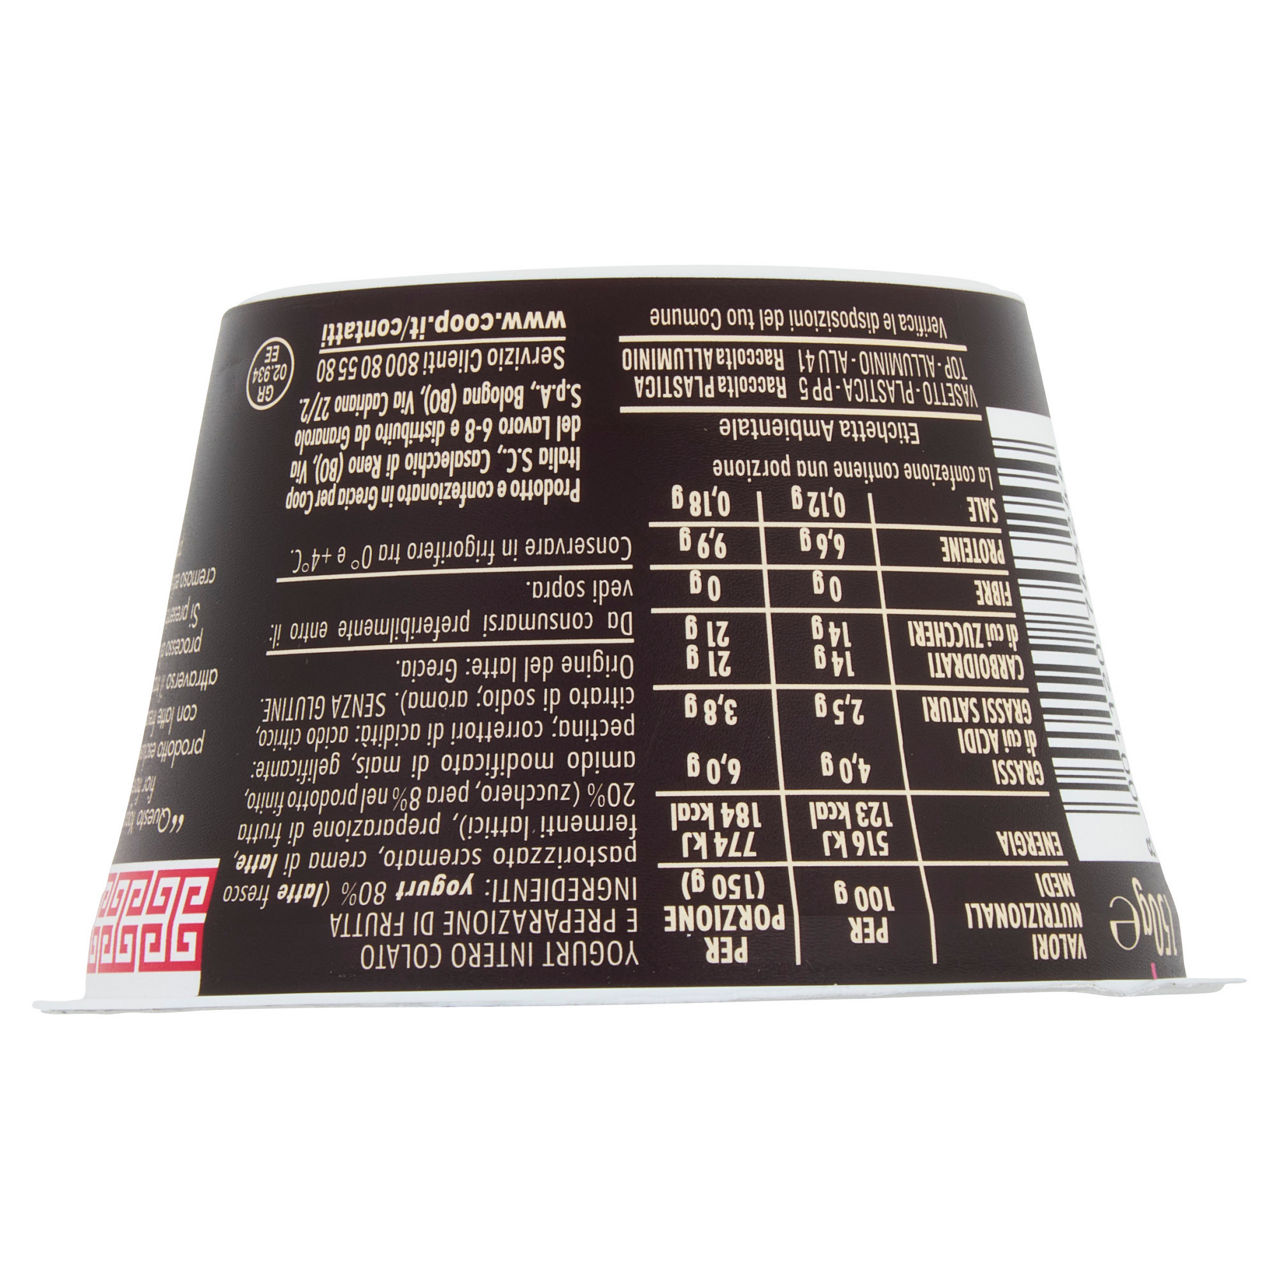 YOGURT INTERO COLATO
E PREPARAZIONE DI FRUTTA
INGREDIENTI: yogurt 80% (latte fresco
pastorizzato scremato, crema di latte,
fermenti lattici), preparazione di frutta
20% (zucchero, pera 8% nel prodotto finito,
amido modificato di mais, gelificante:
pectina; correttori di acidità: acido citrico,
citrato di sodio; aroma). SENZA GLUTINE.
Origine del latte: Grecia.
Da consumarsi preferibilmente entro il:
vedi sopra.
Conservare in frigorifero tra 0° e +4°C.
Prodotto e confezionato in Grecia per Coop
Italia S.C., Casalecchio di Reno (BO), Via
del Lavoro 6-8 e distribuito da Granarolo
S.p.A., Bologna (BO), Via Cadriano 27/2.
Servizio Clienti 800 80 55 80
www.coop.it/contatti
GR
02.934
EE
VALORI NUTRIZIONALI MEDI PER 100 g PER PORZIONE (150 g)
ENERGIA 516 kJ 123 kcal 774 kJ 184 kcal
GRASSI 4,0 g 6,0 g
di cui ACIDI GRASSI SATURI 2,5 g 3,8 g
CARBOIDRATI 14 g 21 g
di cui ZUCCHERI 14 g 21 g
FIBRE 0 g 0 g
PROTEINE 6,6 g 9,9 g
SALE 0,12 g 0,18 g
La confezione contiene una porzione
Etichetta Ambientale
VASETTO - PLASTICA - PP 5 Raccolta PLASTICA
TOP - ALLUMINIO - ALU 41 Raccolta ALLUMINIO
Verifica le disposizioni del tuo Comune
150g e
“Questo
prodotto
con latte
attraverso il
processo
Si
cremoso